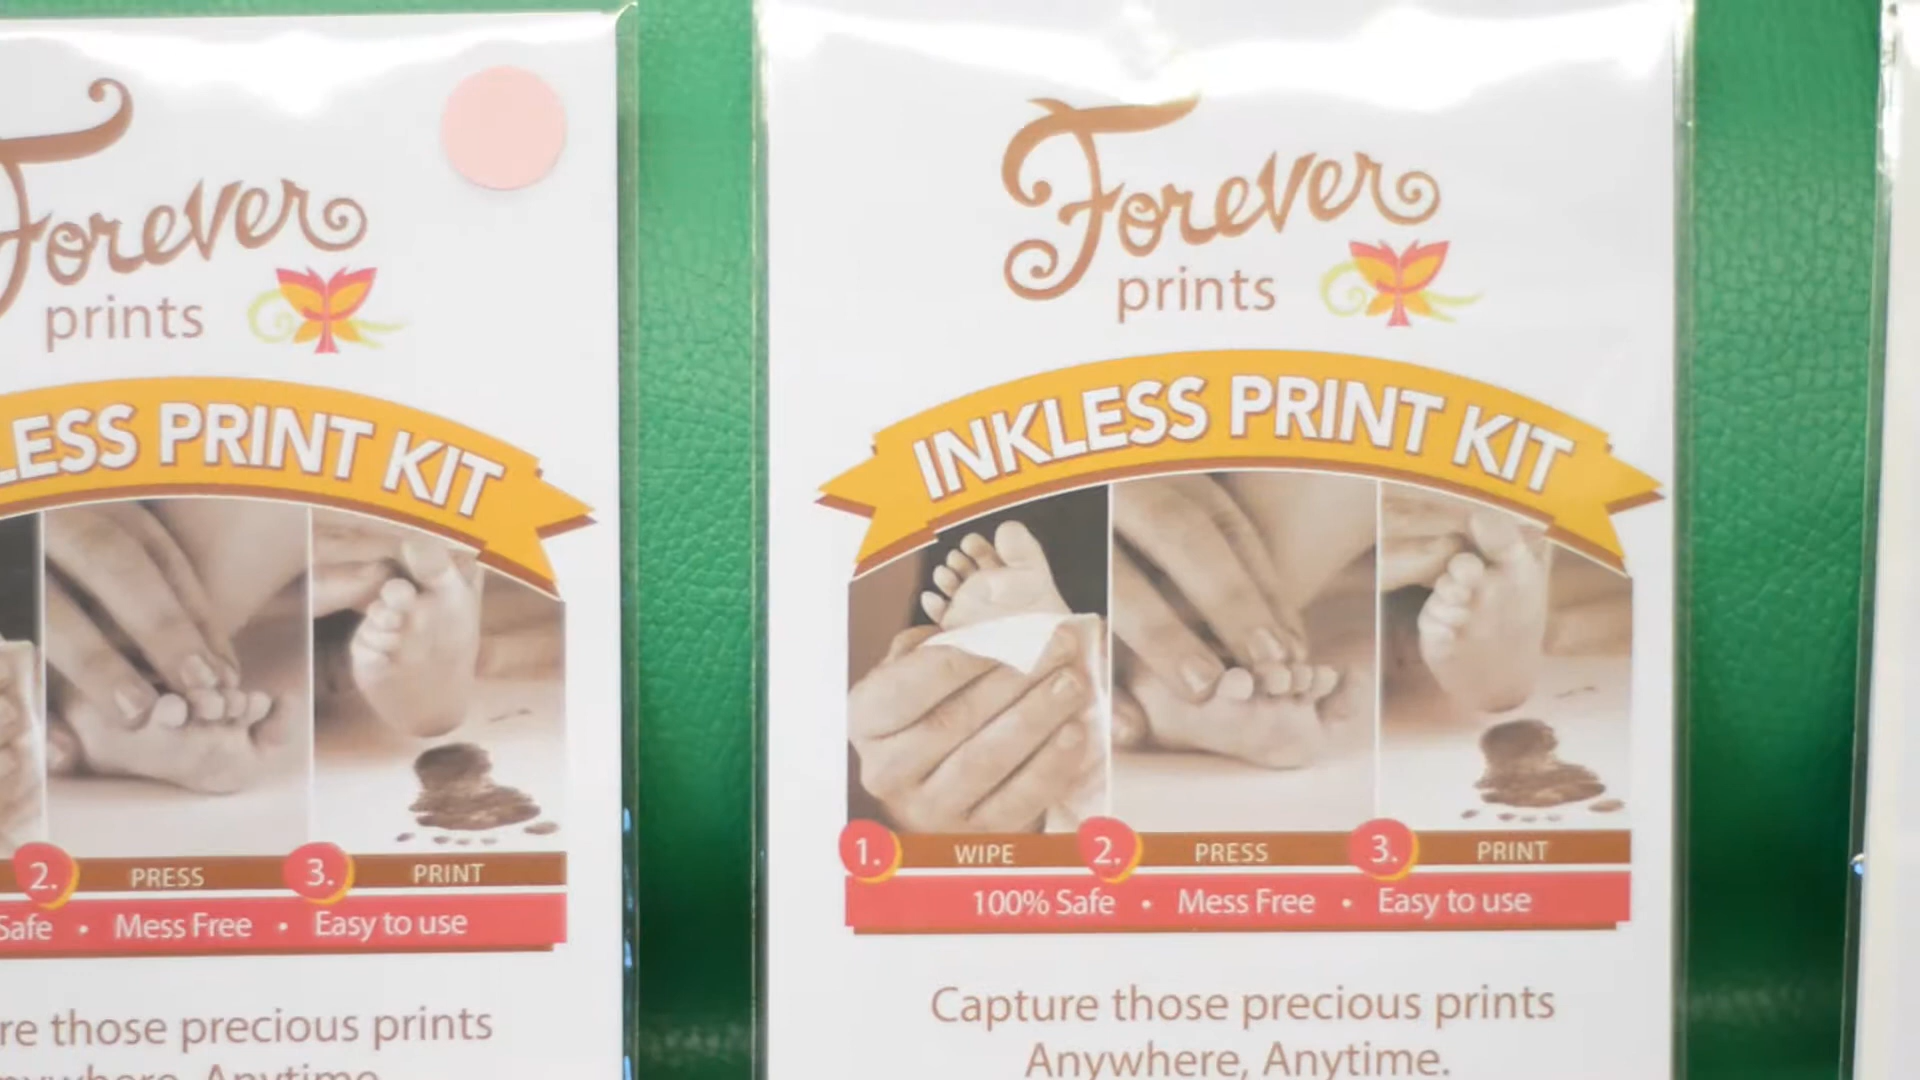 Forever
prints
LESS PRINT KIT
2. PRESS 3. PRINT
Safe • Mess Free • Easy to use
re those precious prints
Anytime
Forever
prints
INKLESS PRINT KIT
1. WIPE 2. PRESS 3. PRINT
100% Safe • Mess Free • Easy to use
Capture those precious prints
Anywhere, Anytime.